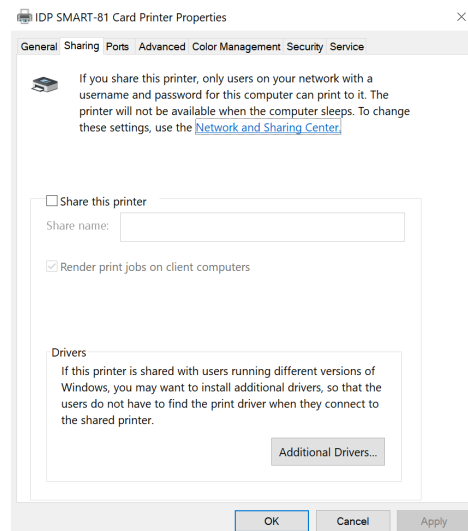 IDP SMART-81 Card Printer Properties
General Sharing Ports Advanced Color Management Security Service
If you share this printer, only users on your network with a
username and password for this computer can print to it. The
printer will not be available when the computer sleeps. To change
these settings, use the Network and Sharing Center.
Share this printer
Share name:
Render print jobs on client computers
Drivers
If this printer is shared with users running different versions of
Windows, you may want to install additional drivers, so that the
users do not have to find the print driver when they connect to
the shared printer.
Additional Drivers...
OK Cancel Apply